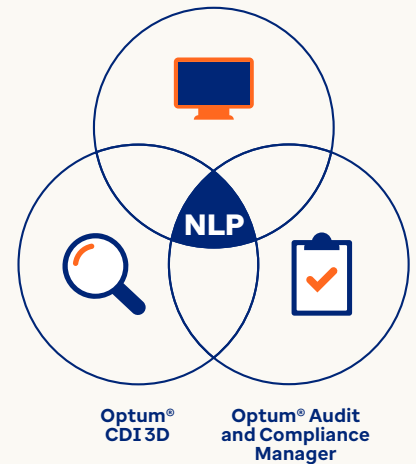 NLP
Optum®
CDI 3D
Optum® Audit
and Compliance
Manager